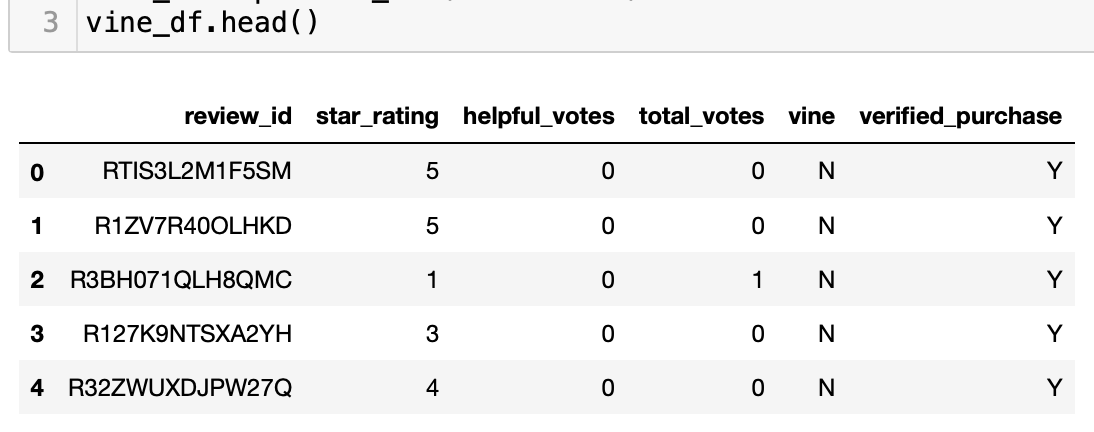 3 vine_df.head()
review_id star_rating helpful_votes total_votes vine verified_purchase
0 RTIS3L2M1F5SM 5 0 0 N Y
1 R1ZV7R40OLHKD 5 0 0 N Y
2 R3BH071QLH8QMC 1 0 1 N Y
3 R127K9NTSXA2YH 3 0 0 N Y
4 R32ZWUXDJPW27Q 4 0 0 N Y